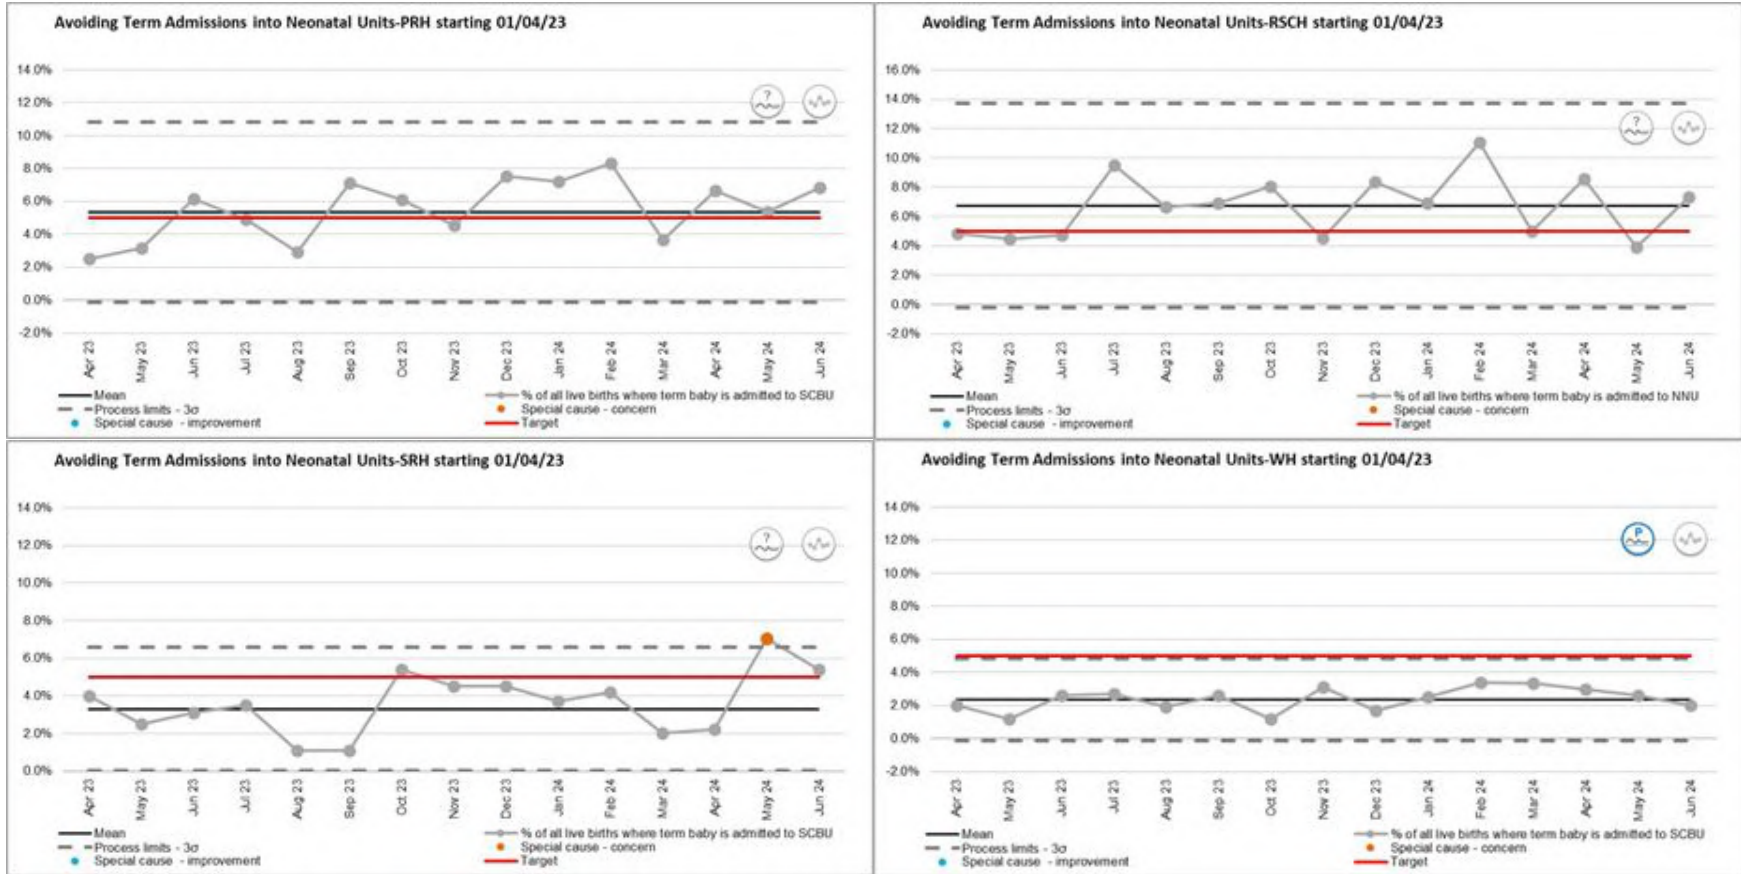 Avoiding Term Admissions into Neonatal Units-PRH starting 01/04/23
14.0%
12.0%
10.0%
8.0%
6.0%
4.0%
2.0%
0.0%
-2.0%
?
Apr 23
May 23
Jun 23
Jul 23
Aug 23
Sep 23
Oct 23
Nov 23
Dec 23
Jan 24
Feb 24
Mar 24
Apr 24
May 24
Jun 24
Mean
% of all live births where term baby is admitted to SCBU
Process limits - 3σ
Special cause - concern
Special cause - improvement
Target
Avoiding Term Admissions into Neonatal Units-RSCH starting 01/04/23
16.0%
14.0%
12.0%
10.0%
8.0%
6.0%
4.0%
2.0%
0.0%
-2.0%
?
Apr 23
May 23
Jun 23
Jul 23
Aug 23
Sep 23
Oct 23
Nov 23
Dec 23
Jan 24
Feb 24
Mar 24
Apr 24
May 24
Jun 24
Mean
% of all live births where term baby is admitted to NNU
Process limits - 3σ
Special cause - concern
Special cause - improvement
Target
Avoiding Term Admissions into Neonatal Units-SRH starting 01/04/23
14.0%
12.0%
10.0%
8.0%
6.0%
4.0%
2.0%
0.0%
?
Apr 23
May 23
Jun 23
Jul 23
Aug 23
Sep 23
Oct 23
Nov 23
Dec 23
Jan 24
Feb 24
Mar 24
Apr 24
May 24
Jun 24
Mean
% of all live births where term baby is admitted to SCBU
Process limits - 3σ
Special cause - concern
Special cause - improvement
Target
Avoiding Term Admissions into Neonatal Units-WH starting 01/04/23
14.0%
12.0%
10.0%
8.0%
6.0%
4.0%
2.0%
0.0%
-2.0%
P
Apr 23
May 23
Jun 23
Jul 23
Aug 23
Sep 23
Oct 23
Nov 23
Dec 23
Jan 24
Feb 24
Mar 24
Apr 24
May 24
Jun 24
Mean
% of all live births where term baby is admitted to SCBU
Process limits - 3σ
Special cause - concern
Special cause - improvement
Target